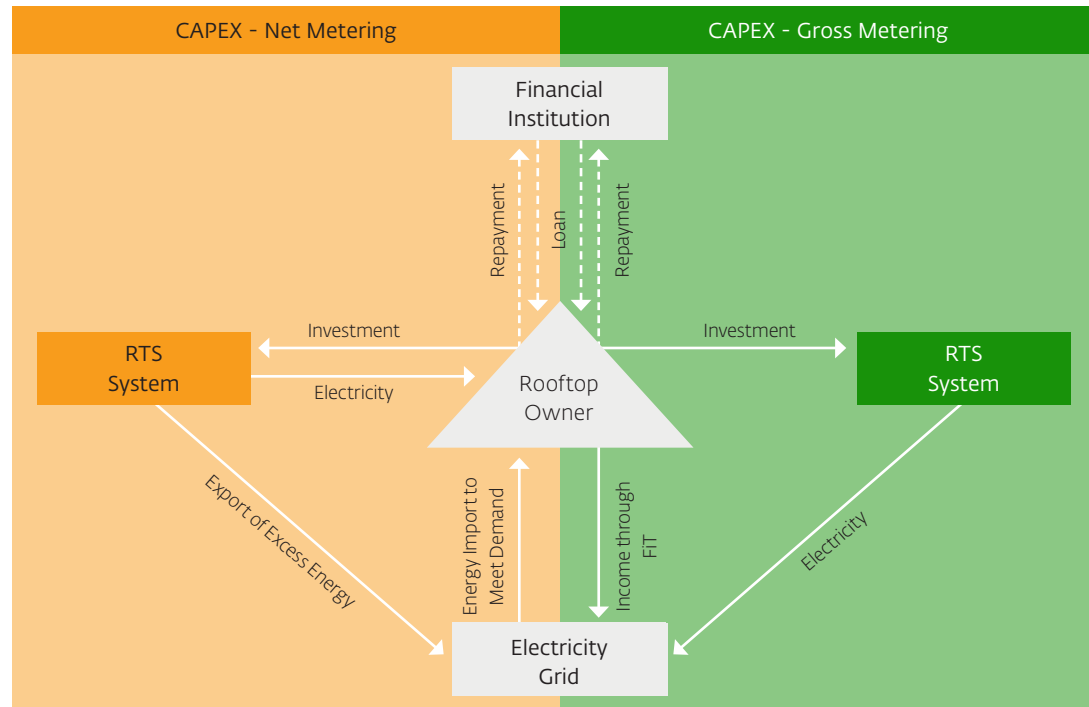 CAPEX - Net Metering
CAPEX - Gross Metering
Financial
Institution
Repayment
Loan
Repayment
Investment
Investment
RTS
System
Electricity
Rooftop
Owner
RTS
System
Export of Excess Energy
Energy Import to
Meet Demand
Income through
FiT
Electricity
Electricity
Grid